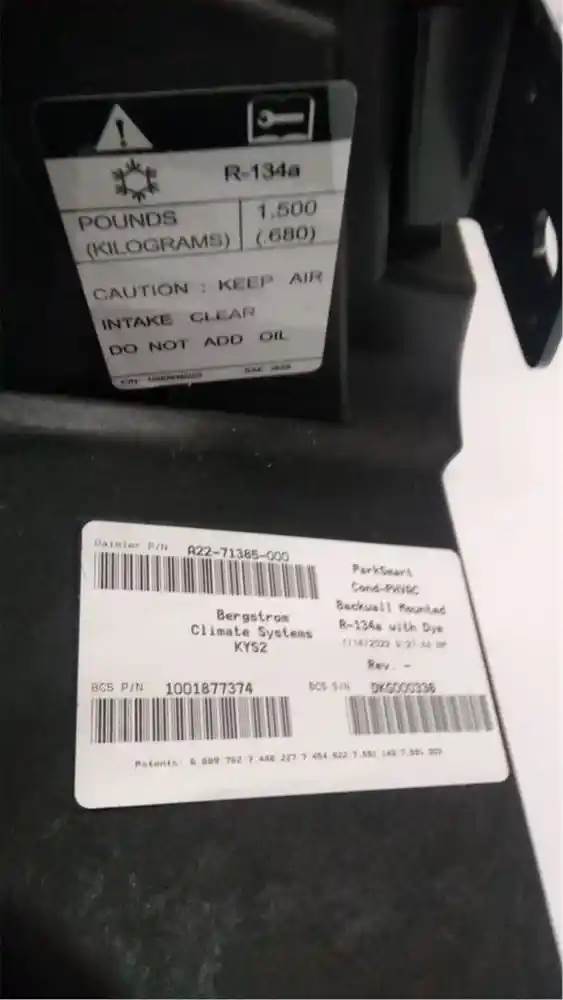 R-134a
POUNDS 1.500
(KILOGRAMS) (.680)
CAUTION : KEEP AIR
INTAKE CLEAR
DO NOT ADD OIL
Daimler P/N A22-71385-000
ParkSmart
Cond-PHVAC
Backwall Mounted
R-134a with Dye
Rev. -
Bergstrom
Climate Systems
KYS2
BCS P/N 1001877374
BCS S/N DKG000336
Patents: